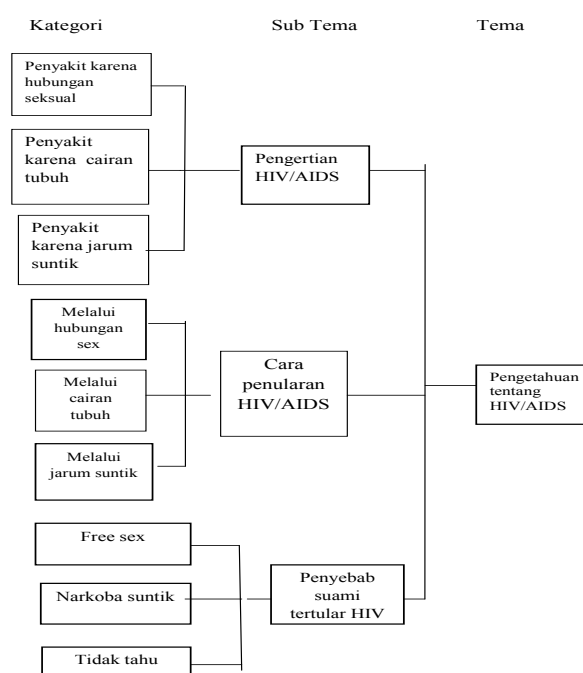 Kategori Sub Tema Tema
Penyakit karena
hubungan
seksual
Penyakit
karena cairan
tubuh
Penyakit
karena jarum
suntik
Pengertian
HIV/AIDS
Melalui
hubungan
sex
Melalui
cairan
tubuh
Melalui
jarum suntik
Cara
penularan
HIV/AIDS
Pengetahuan
tentang
HIV/AIDS
Free sex
Narkoba suntik
Tidak tahu
Penyebab
suami
tertular HIV